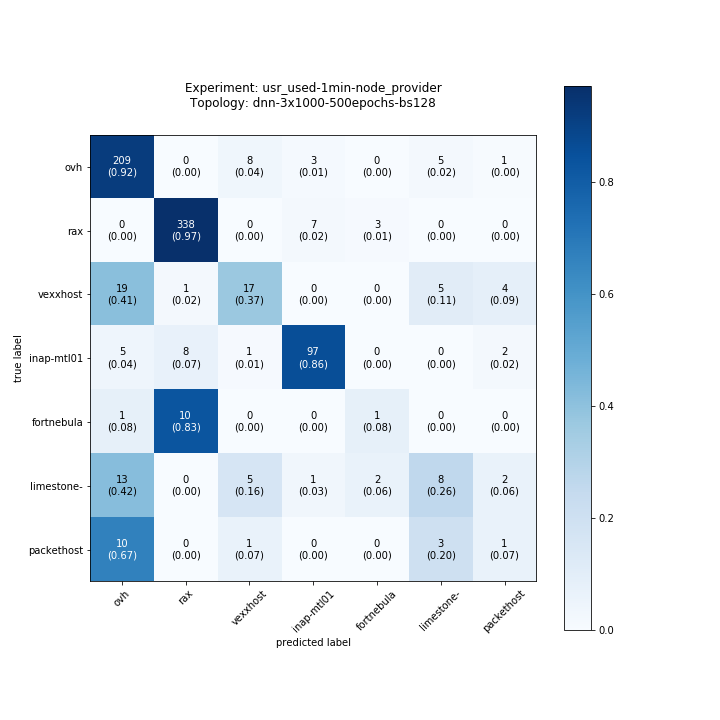 Experiment: usr_used-1min-node_provider
Topology: dnn-3x1000-500epochs-bs128
ovh
209 0 8 3 0 5 1
(0.92) (0.00) (0.04) (0.01) (0.00) (0.02) (0.00)
rax
0 338 0 7 3 0 0
(0.00) (0.97) (0.00) (0.02) (0.01) (0.00) (0.00)
vexxhost
19 1 17 0 0 5 4
(0.41) (0.02) (0.37) (0.00) (0.00) (0.11) (0.09)
inap-mtl01
5 8 1 97 0 0 2
(0.04) (0.07) (0.01) (0.86) (0.00) (0.00) (0.02)
fortnebula
1 10 0 0 1 0 0
(0.08) (0.83) (0.00) (0.00) (0.08) (0.00) (0.00)
limestone-
13 0 5 1 2 8 2
(0.42) (0.00) (0.16) (0.03) (0.06) (0.26) (0.06)
packethost
10 0 1 0 0 3 1
(0.67) (0.00) (0.07) (0.00) (0.00) (0.20) (0.07)
true label
ovh rax vexxhost inap-mtl01 fortnebula limestone- packethost
predicted label
0.8
0.6
0.4
0.2
0.0